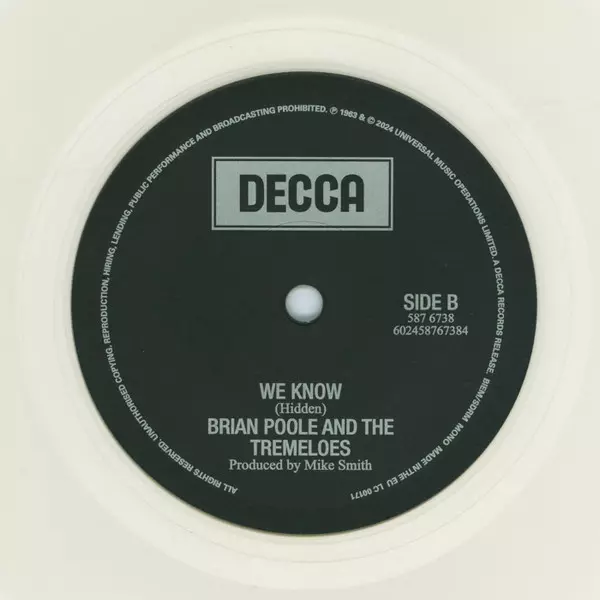 ALL RIGHTS RESERVED. UNAUTHORISED COPYING, REPRODUCTION, HIRING, LENDING, PUBLIC PERFORMANCE AND BROADCASTING PROHIBITED. ℗ 1963 & © 2024 UNIVERSAL MUSIC OPERATIONS LIMITED. A DECCA RECORDS RELEASE. BIEM/SDRM MONO MADE IN THE EU LC 00171
DECCA
SIDE B
587 6738
602458767384
WE KNOW
(Hidden)
BRIAN POOLE AND THE
TREMELOES
Produced by Mike Smith